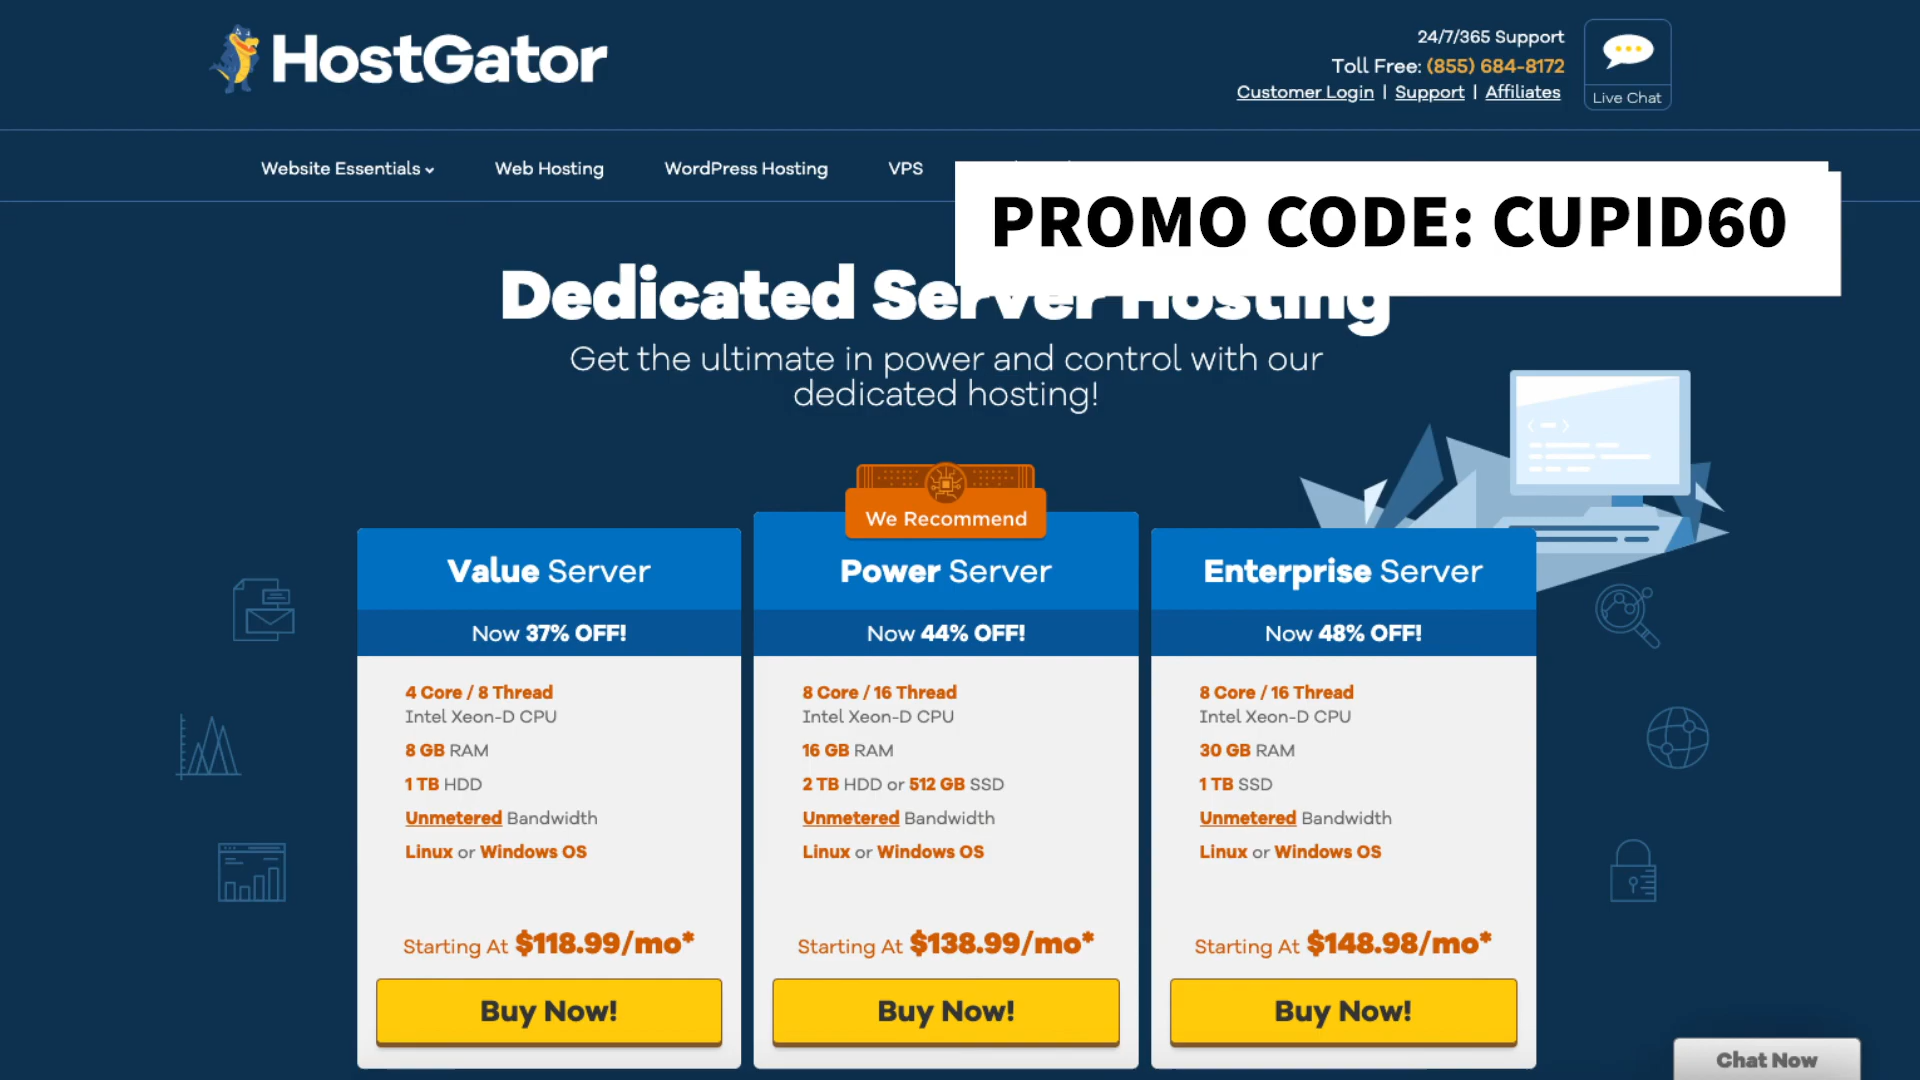 HostGator
24/7/365 Support
Toll Free: (855) 684-8172
Customer Login | Support | Affiliates
Live Chat
Website Essentials
Web Hosting
WordPress Hosting
VPS
PROMO CODE: CUPID60
Dedicated Server Hosting
Get the ultimate in power and control with our
dedicated hosting!
Value Server
Now 37% OFF!
4 Core / 8 Thread
Intel Xeon-D CPU
8 GB RAM
1 TB HDD
Unmetered Bandwidth
Linux or Windows OS
Starting At $118.99/mo*
Buy Now!
We Recommend
Power Server
Now 44% OFF!
8 Core / 16 Thread
Intel Xeon-D CPU
16 GB RAM
2 TB HDD or 512 GB SSD
Unmetered Bandwidth
Linux or Windows OS
Starting At $138.99/mo*
Buy Now!
Enterprise Server
Now 48% OFF!
8 Core / 16 Thread
Intel Xeon-D CPU
30 GB RAM
1 TB SSD
Unmetered Bandwidth
Linux or Windows OS
Starting At $148.98/mo*
Buy Now!
Chat Now